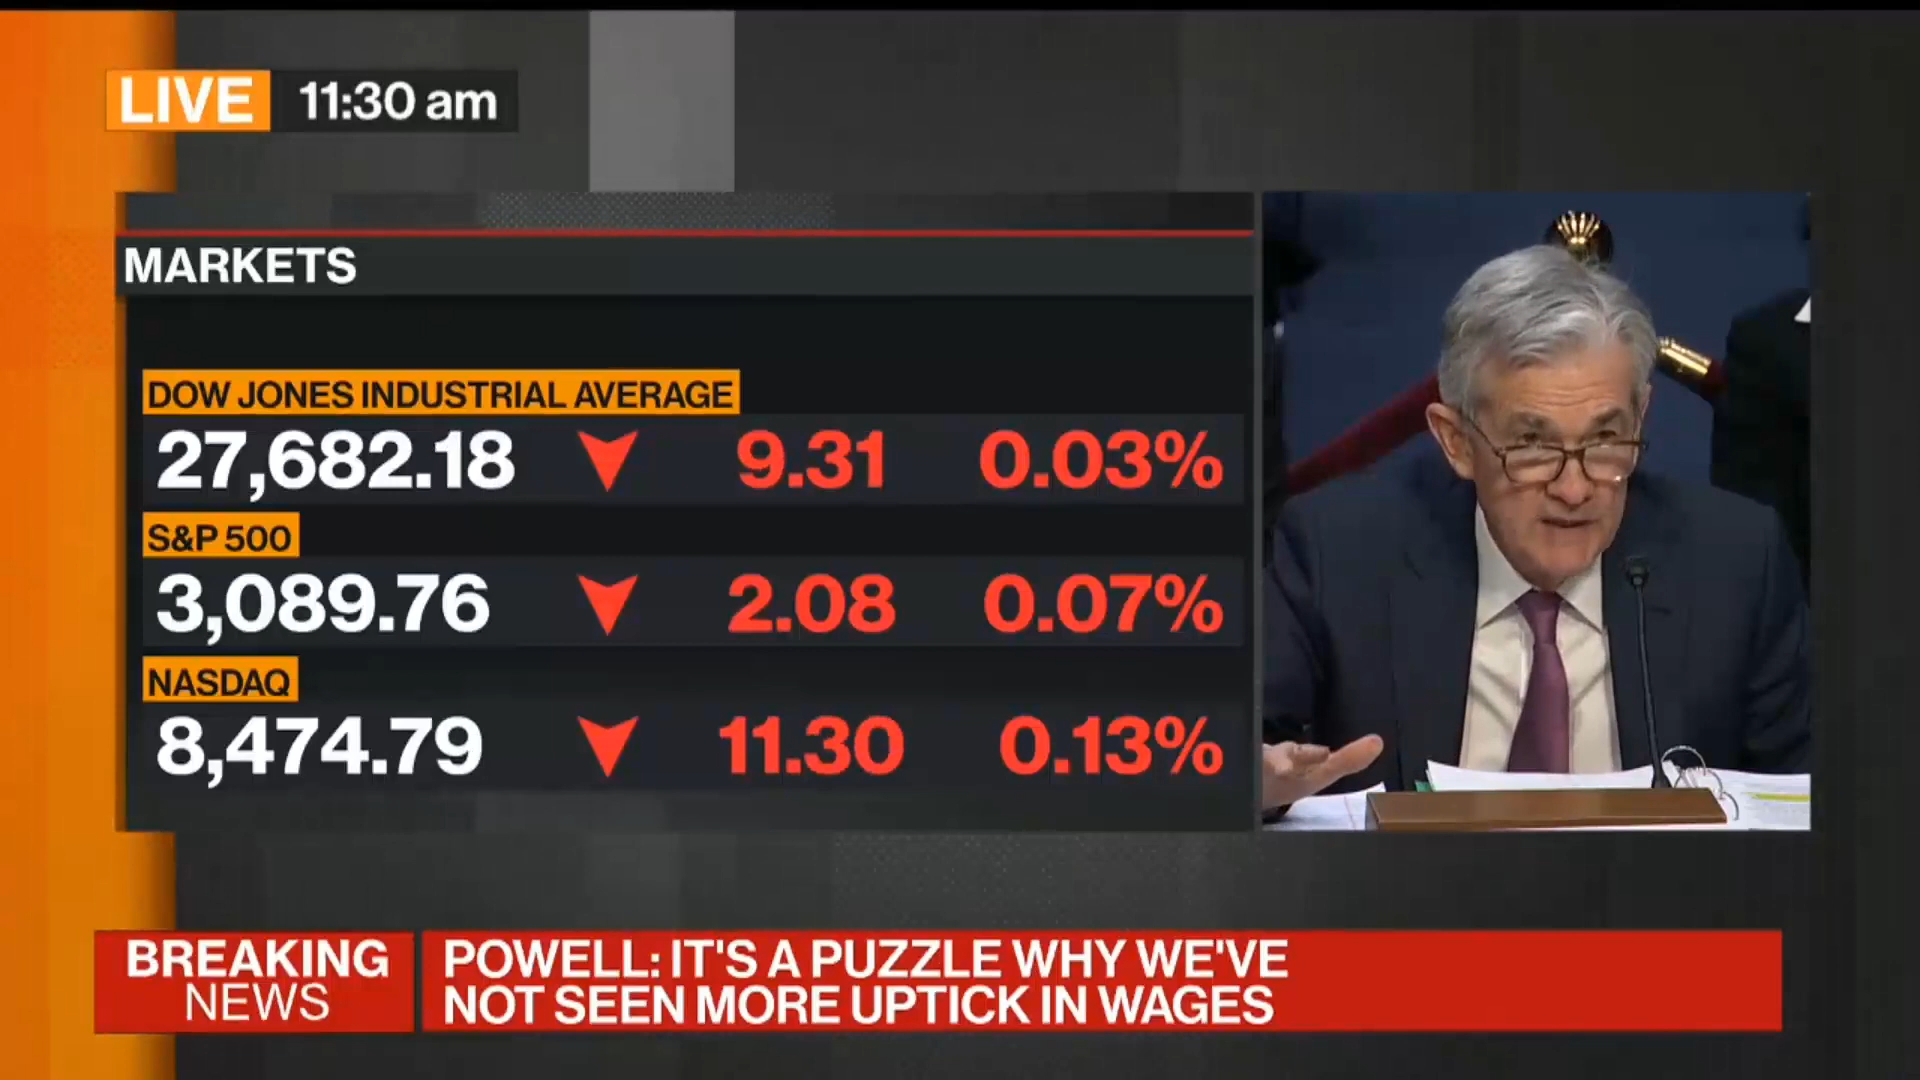 LIVE 11:30 am
MARKETS
DOW JONES INDUSTRIAL AVERAGE
27,682.18 9.31 0.03%
S&P 500
3,089.76 2.08 0.07%
NASDAQ
8,474.79 11.30 0.13%
BREAKING
NEWS
POWELL: IT'S A PUZZLE WHY WE'VE
NOT SEEN MORE UPTICK IN WAGES